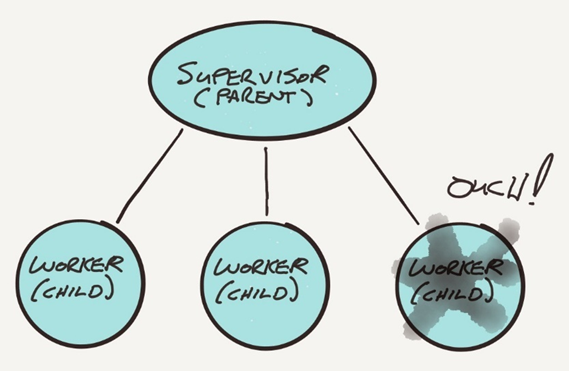 SUPERVISOR
(PARENT)
OUCH!
WORKER
(CHILD)
WORKER
(CHILD)
WORKER
(CHILD)